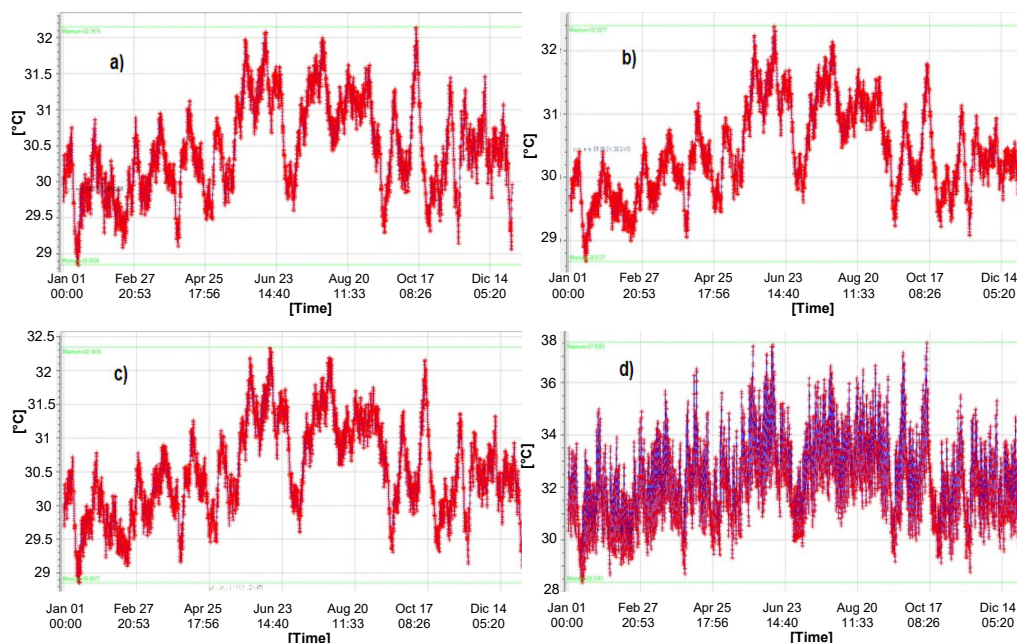 a)
32
31.5
31
30.5
30
29.5
29
[°C]
Jan 01 Feb 27 Apr 25 Jun 23 Aug 20 Oct 17 Dic 14
00:00 20:53 17:56 14:40 11:33 08:26 05:20
[Time]
b)
32
31
30
29
[°C]
Jan 01 Feb 27 Apr 25 Jun 23 Aug 20 Oct 17 Dic 14
00:00 20:53 17:56 14:40 11:33 08:26 05:20
[Time]
c)
32.5
32
31.5
31
30.5
30
29.5
29
[°C]
Jan 01 Feb 27 Apr 25 Jun 23 Aug 20 Oct 17 Dic 14
00:00 20:53 17:56 14:40 11:33 08:26 05:20
[Time]
d)
38
36
34
32
30
28
[°C]
Jan 01 Feb 27 Apr 25 Jun 23 Aug 20 Oct 17 Dic 14
00:00 20:53 17:56 14:40 11:33 08:26 05:20
[Time]